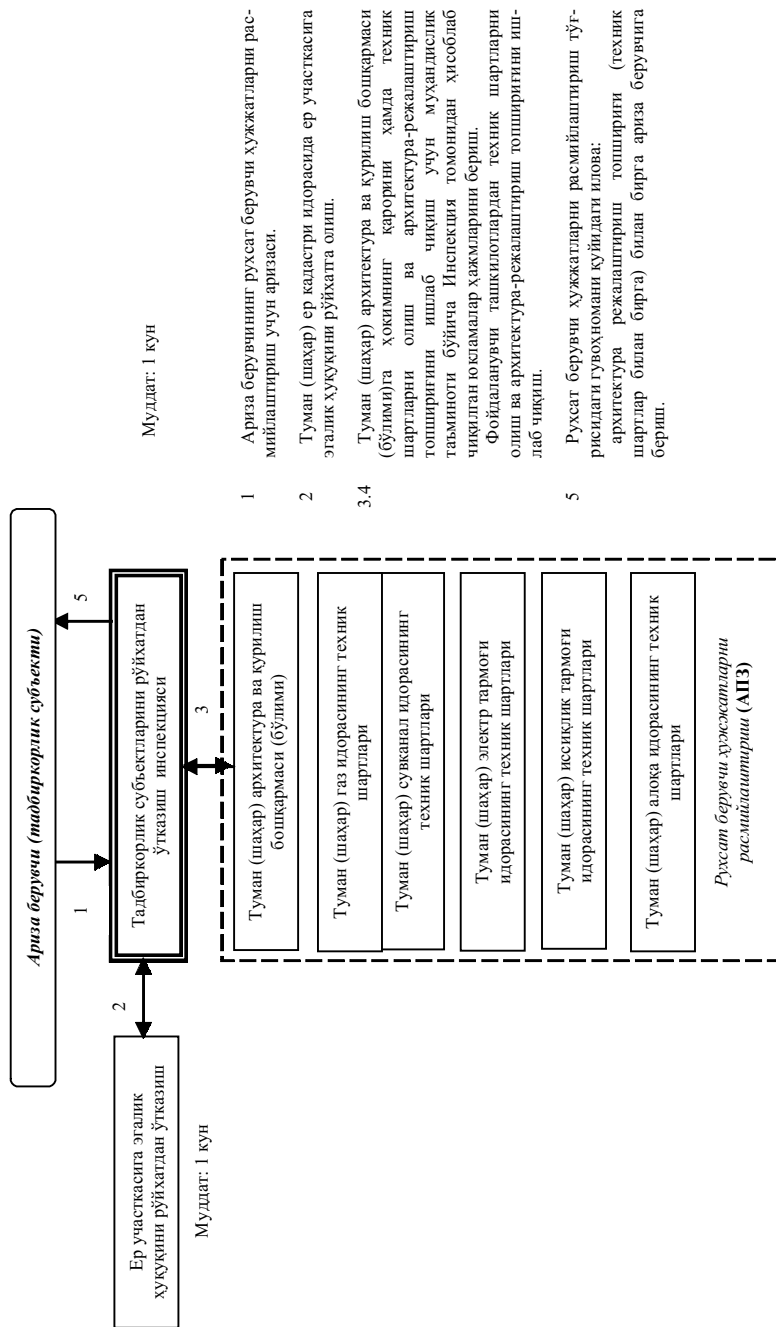 Ариза берувчи (тадбиркорлик субъекти)
1
5
Тадбиркорлик субъектларини рўйхатдан
ўтказиш инспекцияси
2
Ер участкасига эгалик
ҳуқуқини рўйхатдан ўтказиш
Муддат: 1 кун
3
Туман (шаҳар) архитектура ва қурилиш
бошқармаси (бўлими)
Туман (шаҳар) газ идорасининг техник
шартлари
Туман (шаҳар) сувканал идорасининг
техник шартлари
Туман (шаҳар) электр тармоғи
идорасининг техник шартлари
Туман (шаҳар) иссиқлик тармоғи
идорасининг техник шартлари
Туман (шаҳар) алоқа идорасининг техник
шартлари
Рухсат берувчи ҳужжатларни
расмийлаштириш (АПЗ)
Муддат: 1 кун
1 Ариза берувчининг рухсат берувчи ҳужжатларни рас-
мийлаштириш учун аризаси.
2 Туман (шаҳар) ер кадастри идорасида ер участкасига
эгалик ҳуқуқини рўйхатга олиш.
3.4 Туман (шаҳар) архитектура ва қурилиш бошқармаси
(бўлими)га ҳокимнинг қарорини ҳамда техник
шартларни олиш ва архитектура-режалаштириш
топшириғини ишлаб чиқиш учун муҳандислик
таъминоти бўйича Инспекция томонидан ҳисоблаб
чиқилган юкламалар ҳажмларини бериш.
Фойдаланувчи ташкилотлардан техник шартларни
олиш ва архитектура-режалаштириш топшириғини иш-
лаб чиқиш.
5 Рухсат берувчи ҳужжатларни расмийлаштириш тўғ-
рисидаги гувоҳномани қуйидаги илова:
архитектура режалаштириш топшириғи (техник
шартлар билан бирга) билан бирга ариза берувчига
бериш.